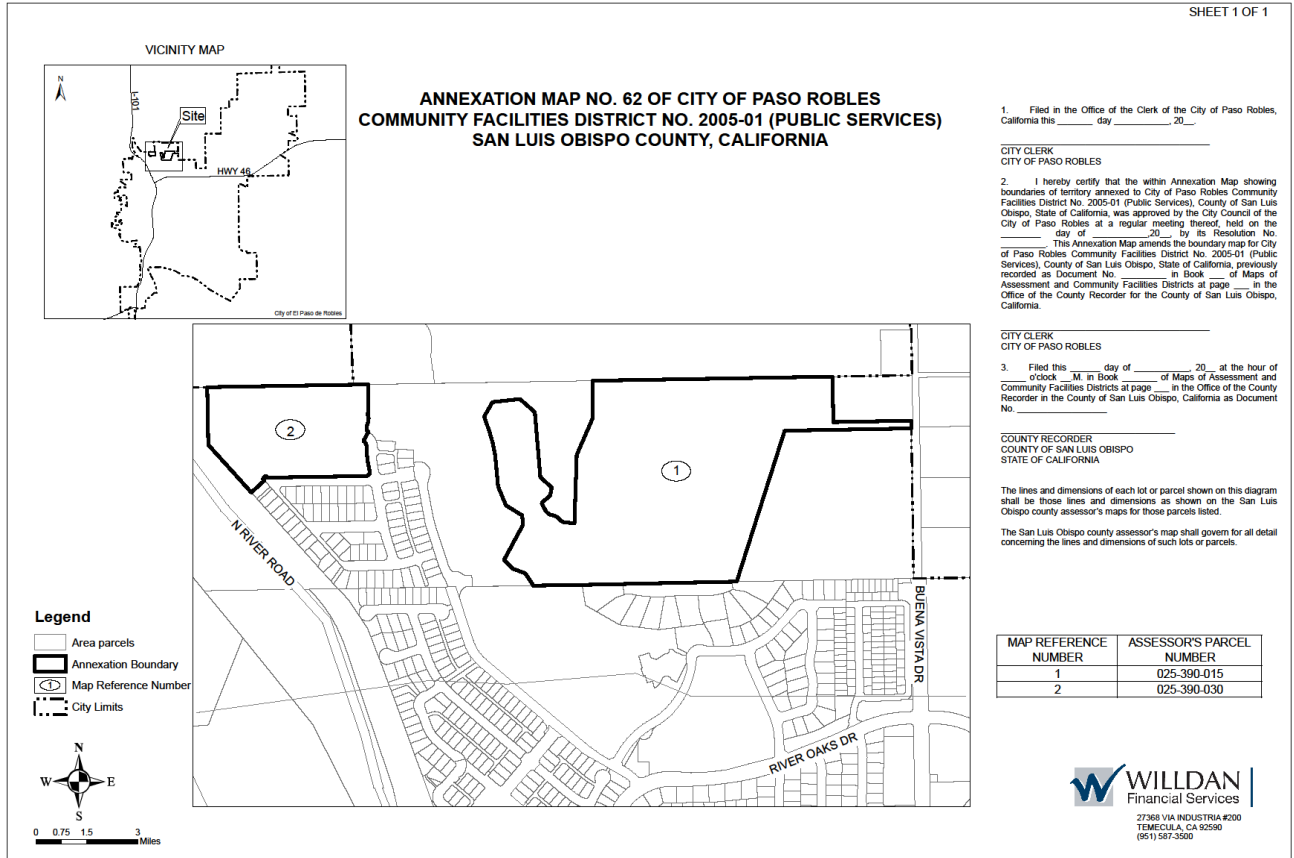 SHEET 1 OF 1
VICINITY MAP
N
I-101
Site
HWY 46
City of El Paso de Robles
ANNEXATION MAP NO. 62 OF CITY OF PASO ROBLES
COMMUNITY FACILITIES DISTRICT NO. 2005-01 (PUBLIC SERVICES)
SAN LUIS OBISPO COUNTY, CALIFORNIA
1. Filed in the Office of the Clerk of the City of Paso Robles,
California this ______ day _________, 20__.
CITY CLERK
CITY OF PASO ROBLES
2. I hereby certify that the within Annexation Map showing
boundaries of territory annexed to City of Paso Robles Community
Facilities District No. 2005-01 (Public Services), County of San Luis
Obispo, State of California, was approved by the City Council of the
City of Paso Robles at a regular meeting thereof, held on the
_______ day of _________,20__, by its Resolution No.
________. This Annexation Map amends the boundary map for City
of Paso Robles Community Facilities District No. 2005-01 (Public
Services), County of San Luis Obispo, State of California, previously
recorded as Document No. ________ in Book ___ of Maps of
Assessment and Community Facilities Districts at page ___ in the
Office of the County Recorder for the County of San Luis Obispo,
California.
CITY CLERK
CITY OF PASO ROBLES
3. Filed this _____ day of _________, 20__ at the hour of
_____ o'clock __.M. in Book ______ of Maps of Assessment and
Community Facilities Districts at page ___ in the Office of the County
Recorder in the County of San Luis Obispo, California as Document
No. ________________
COUNTY RECORDER
COUNTY OF SAN LUIS OBISPO
STATE OF CALIFORNIA
The lines and dimensions of each lot or parcel shown on this diagram
shall be those lines and dimensions as shown on the San Luis
Obispo county assessor's maps for those parcels listed.
The San Luis Obispo county assessor's map shall govern for all detail
concerning the lines and dimensions of such lots or parcels.
2
1
N RIVER ROAD
BUENA VISTA DR
RIVER OAKS DR
Legend
Area parcels
Annexation Boundary
1 Map Reference Number
City Limits
N
W E
S
0 0.75 1.5 3
Miles
MAP REFERENCE NUMBER ASSESSOR'S PARCEL NUMBER
1 025-390-015
2 025-390-030
WILLDAN
Financial Services
27368 VIA INDUSTRIA #200
TEMECULA, CA 92590
(951) 587-3500